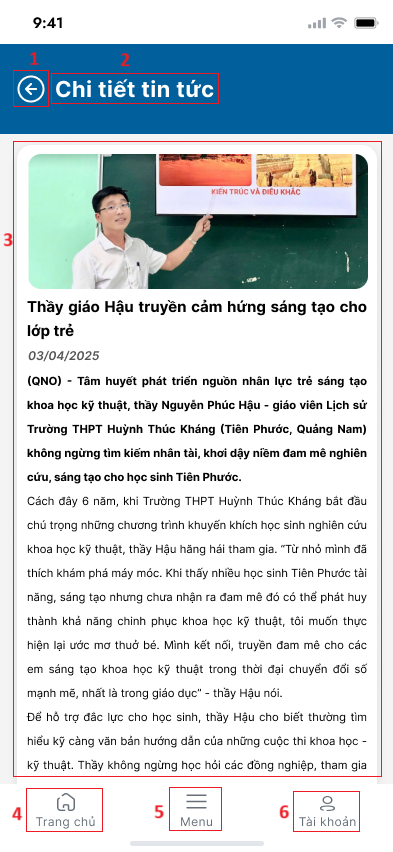 9:41
1
2
Chi tiết tin tức
3
KIẾN TRÚC VÀ ĐIÊU KHẮC
Thầy giáo Hậu truyền cảm hứng sáng tạo cho
lớp trẻ
03/04/2025
(QNO) - Tâm huyết phát triển nguồn nhân lực trẻ sáng tạo
khoa học kỹ thuật, thầy Nguyễn Phúc Hậu - giáo viên Lịch sử
Trường THPT Huỳnh Thúc Kháng (Tiên Phước, Quảng Nam)
không ngừng tìm kiếm nhân tài, khơi dậy niềm đam mê nghiên
cứu, sáng tạo cho học sinh Tiên Phước.
Cách đây 6 năm, khi Trường THPT Huỳnh Thúc Kháng bắt đầu
chú trọng những chương trình khuyến khích học sinh nghiên cứu
khoa học kỹ thuật, thầy Hậu hăng hái tham gia. “Từ nhỏ mình đã
thích khám phá máy móc. Khi thấy nhiều học sinh Tiên Phước tài
năng, sáng tạo nhưng chưa nhận ra đam mê đó có thể phát huy
thành khả năng chinh phục khoa học kỹ thuật, tôi muốn thực
hiện lại ước mơ thuở bé. Mình kết nối, truyền đam mê cho các
em sáng tạo khoa học kỹ thuật trong thời đại chuyển đổi số
mạnh mẽ, nhất là trong giáo dục” - thầy Hậu nói.
Để hỗ trợ đắc lực cho học sinh, thầy Hậu cho biết thường tìm
hiểu kỹ càng văn bản hướng dẫn của những cuộc thi khoa học -
kỹ thuật. Thầy không ngừng học hỏi các đồng nghiệp, tham gia
4
Trang chủ
5
Menu
6
Tài khoản